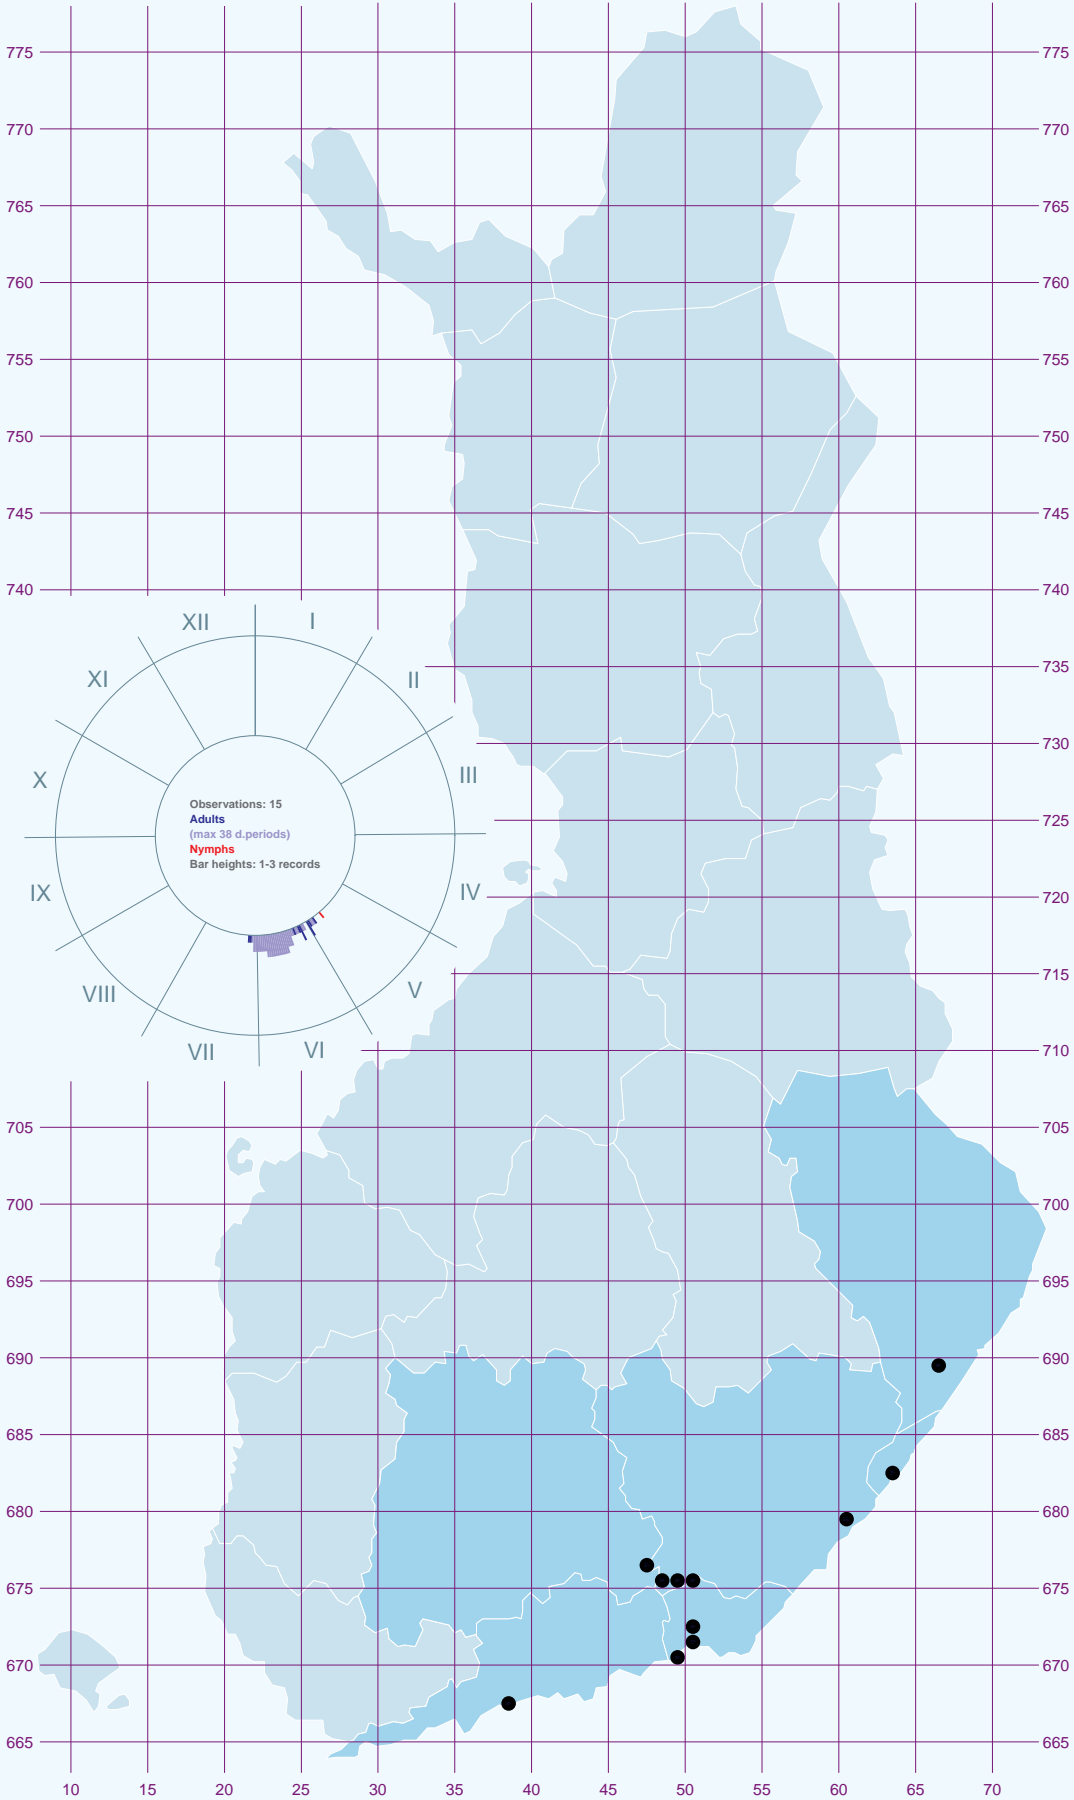 775 775
770 770
765 765
760 760
755 755
750 750
745 745
740 740
XII I
XI II
735
730
X III
Observations: 15
Adults
(max 38 d.periods)
Nymphs
Bar heights: 1-3 records
725
IX IV
720
715
VIII V
VII VI
710
705 705
700 700
695 695
690 690
685 685
680 680
675 675
670 670
665 665
10 15 20 25 30 35 40 45 50 55 60 65 70